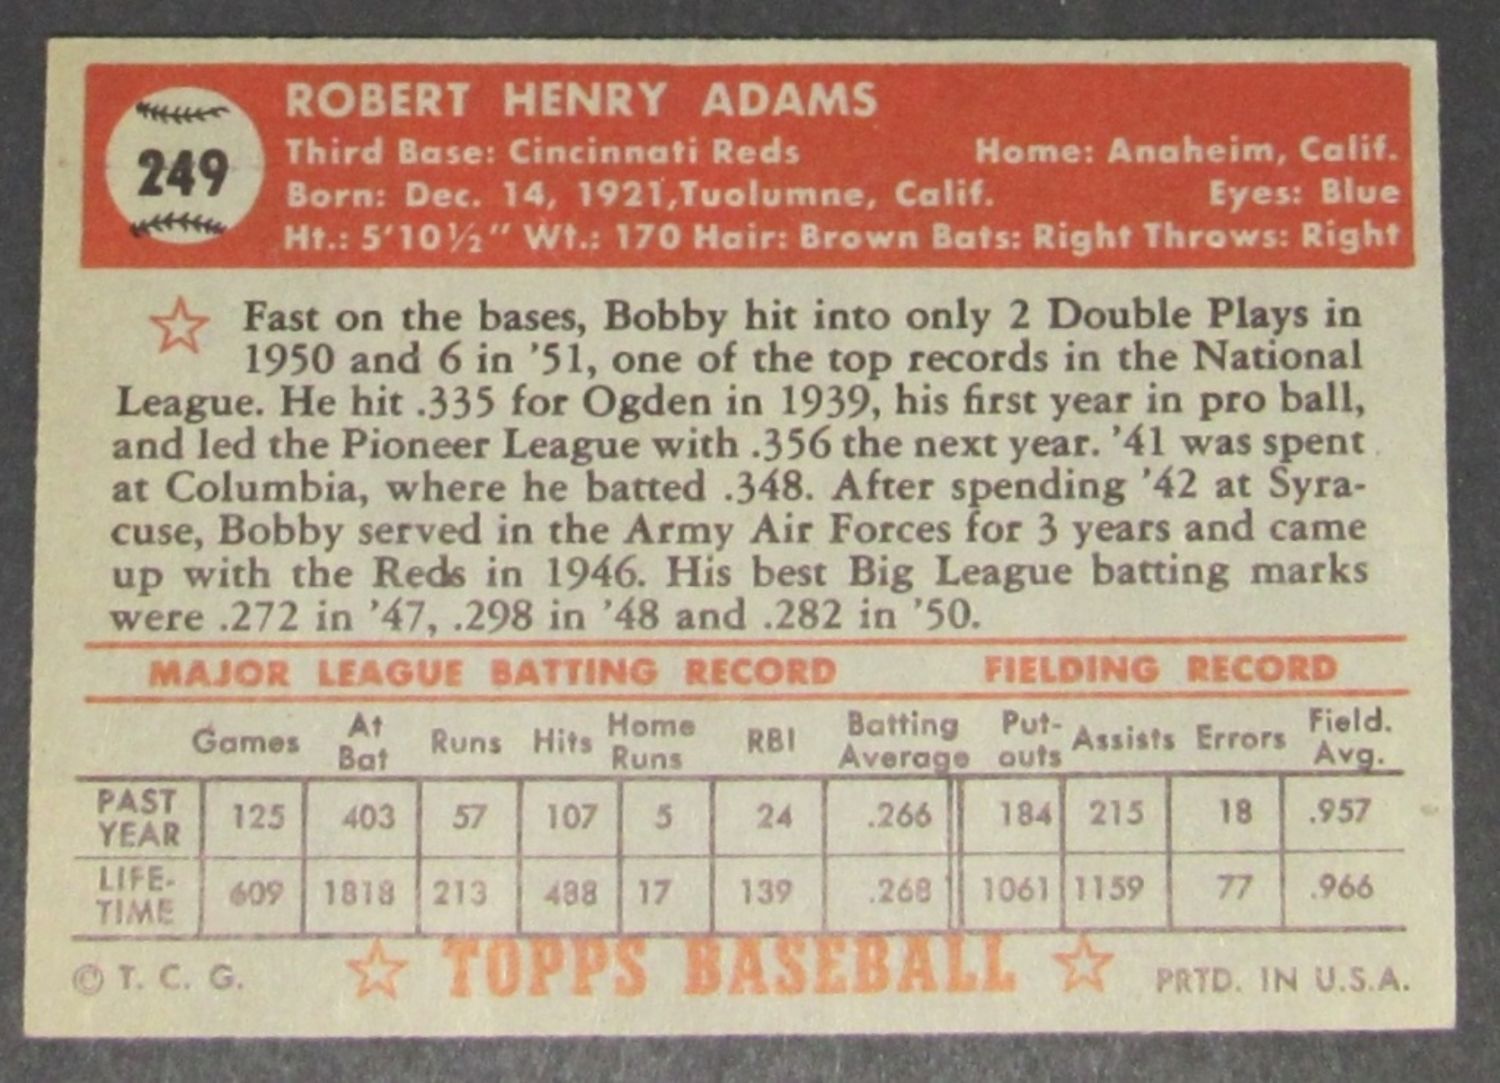 249
ROBERT HENRY ADAMS
Third Base: Cincinnati Reds Home: Anaheim, Calif.
Born: Dec. 14, 1921, Tuolumne, Calif. Eyes: Blue
Ht.: 5'10½" Wt.: 170 Hair: Brown Bats: Right Throws: Right
Fast on the bases, Bobby hit into only 2 Double Plays in
1950 and 6 in '51, one of the top records in the National
League. He hit .335 for Ogden in 1939, his first year in pro ball,
and led the Pioneer League with .356 the next year. '41 was spent
at Columbia, where he batted .348. After spending '42 at Syra-
cuse, Bobby served in the Army Air Forces for 3 years and came
up with the Reds in 1946. His best Big League batting marks
were .272 in '47, .298 in '48 and .282 in '50.
MAJOR LEAGUE BATTING RECORD FIELDING RECORD
Games At Bat Runs Hits Home Runs RBI Batting Average Put-outs Assists Errors Field. Avg.
PAST YEAR 125 403 57 107 5 24 .266 184 215 18 .957
LIFE-TIME 609 1818 213 488 17 139 .268 1061 1159 77 .966
© T. C. G. TOPPS BASEBALL PRTD. IN U.S.A.